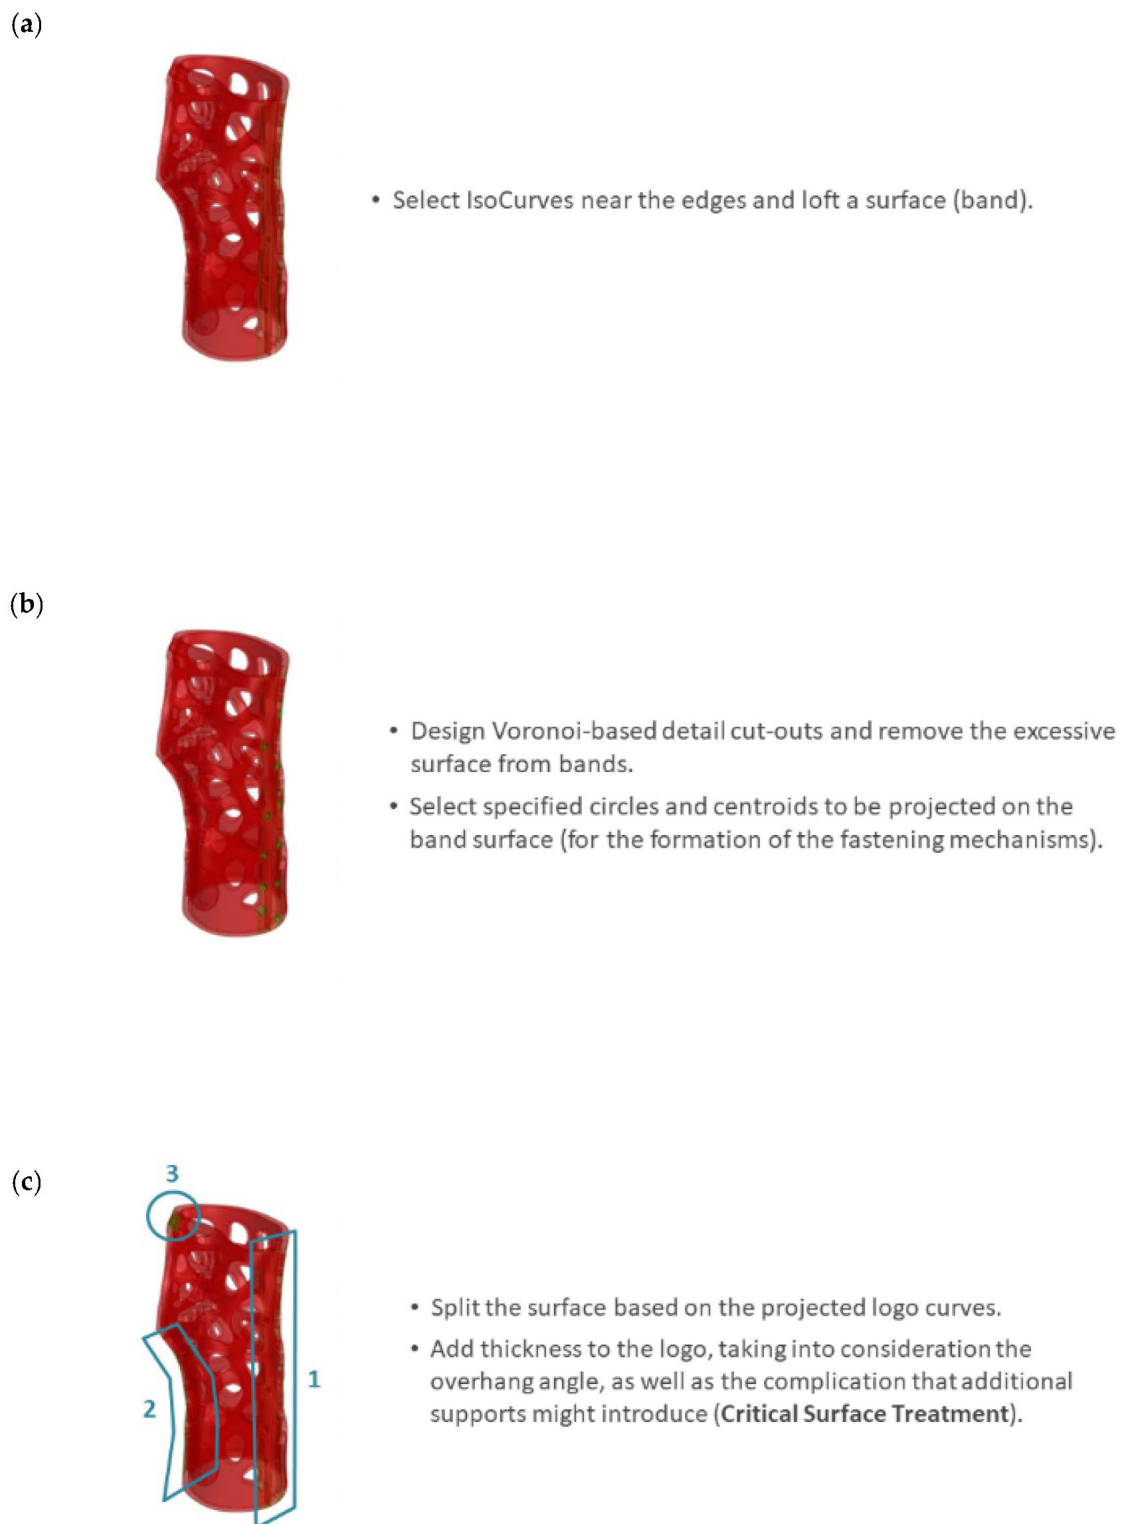 (a)
• Select IsoCurves near the edges and loft a surface (band).
(b)
• Design Voronoi-based detail cut-outs and remove the excessive
surface from bands.
• Select specified circles and centroids to be projected on the
band surface (for the formation of the fastening mechanisms).
(c)
3
1
2
• Split the surface based on the projected logo curves.
• Add thickness to the logo, taking into consideration the
overhang angle, as well as the complication that additional
supports might introduce (Critical Surface Treatment).